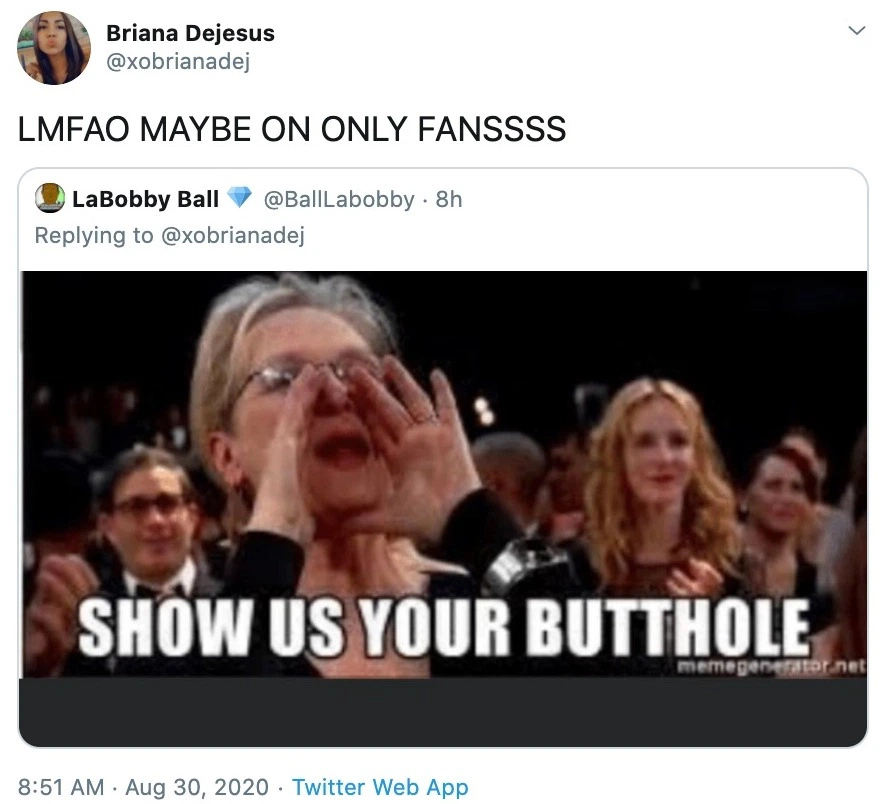 Briana Dejesus
@xobrianadej
LMFAO MAYBE ON ONLY FANSSSS
LaBobby Ball 💎 @BallLabobby · 8h
Replying to @xobrianadej
SHOW US YOUR BUTTHOLE
memegenerator.net
8:51 AM · Aug 30, 2020 · Twitter Web App